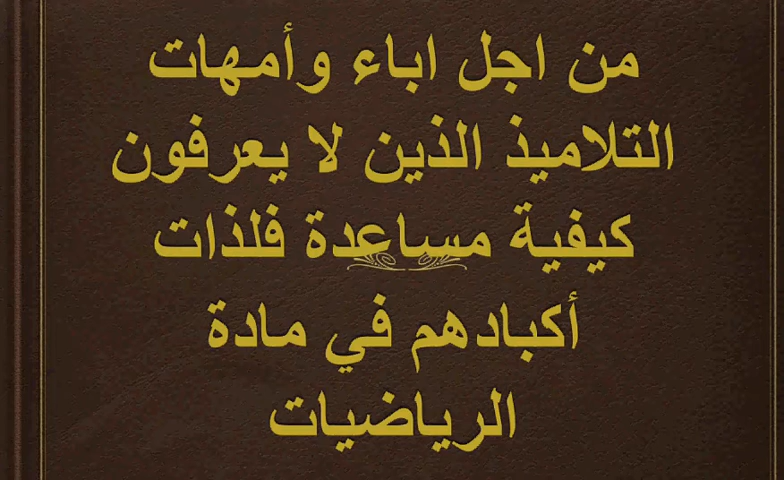 من اجل اباء وأمهات
التلاميذ الذين لا يعرفون
كيفية مساعدة فلذات
أكبادهم في مادة
الرياضيات